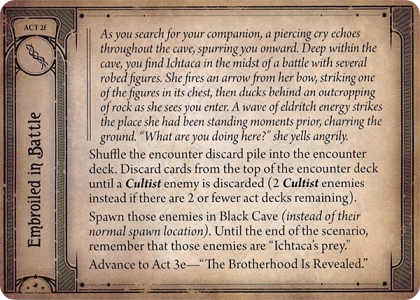 ACT 2f
Embroiled in Battle
As you search for your companion, a piercing cry echoes
throughout the cave, spurring you onward. Deep within the
cave, you find Ichtaca in the midst of a battle with several
robed figures. She fires an arrow from her bow, striking one
of the figures in its chest, then ducks behind an outcropping
of rock as she sees you enter. A wave of eldritch energy strikes
the place she had been standing moments prior, charring the
ground. “What are you doing here?” she yells angrily.
Shuffle the encounter discard pile into the encounter
deck. Discard cards from the top of the encounter deck
until a Cultist enemy is discarded (2 Cultist enemies
instead if there are 2 or fewer act decks remaining).
Spawn those enemies in Black Cave (instead of their
normal spawn location). Until the end of the scenario,
remember that those enemies are “Ichtaca’s prey.”
Advance to Act 3e—“The Brotherhood Is Revealed.”